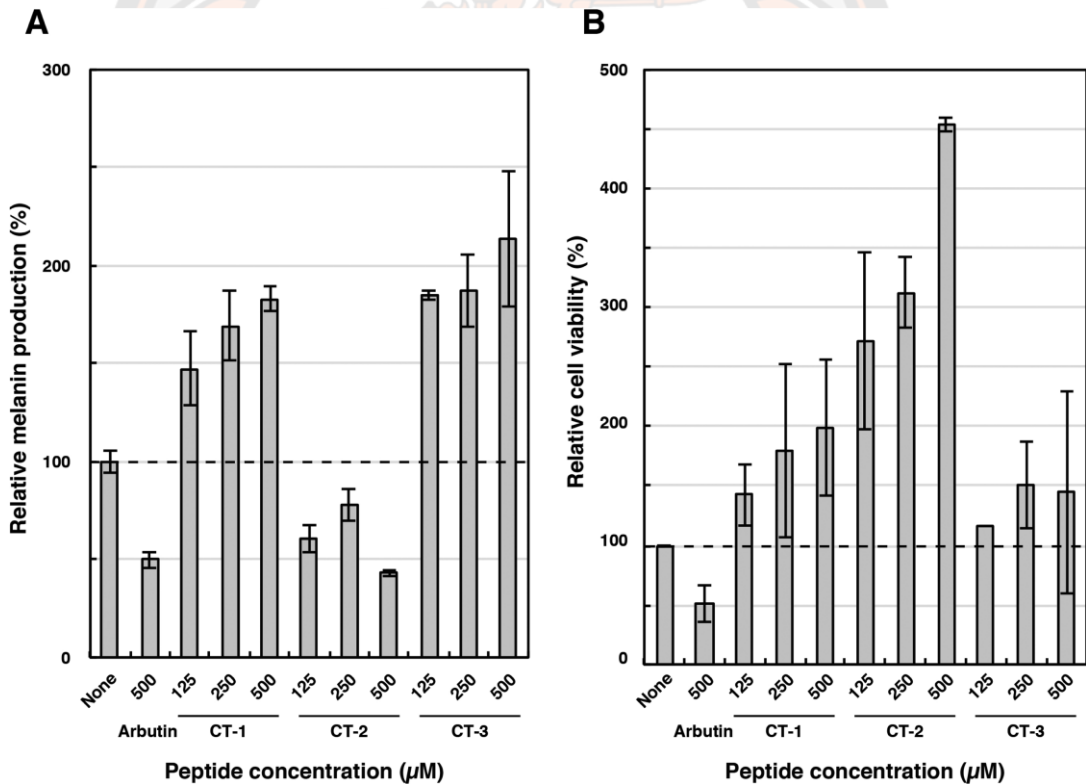 A
300
200
100
0
Relative melanin production (%)
None
500
125
250
500
125
250
500
125
250
500
Arbutin
CT-1
CT-2
CT-3
Peptide concentration (µM)
B
500
400
300
200
100
0
Relative cell viability (%)
None
500
125
250
500
125
250
500
125
250
500
Arbutin
CT-1
CT-2
CT-3
Peptide concentration (µM)